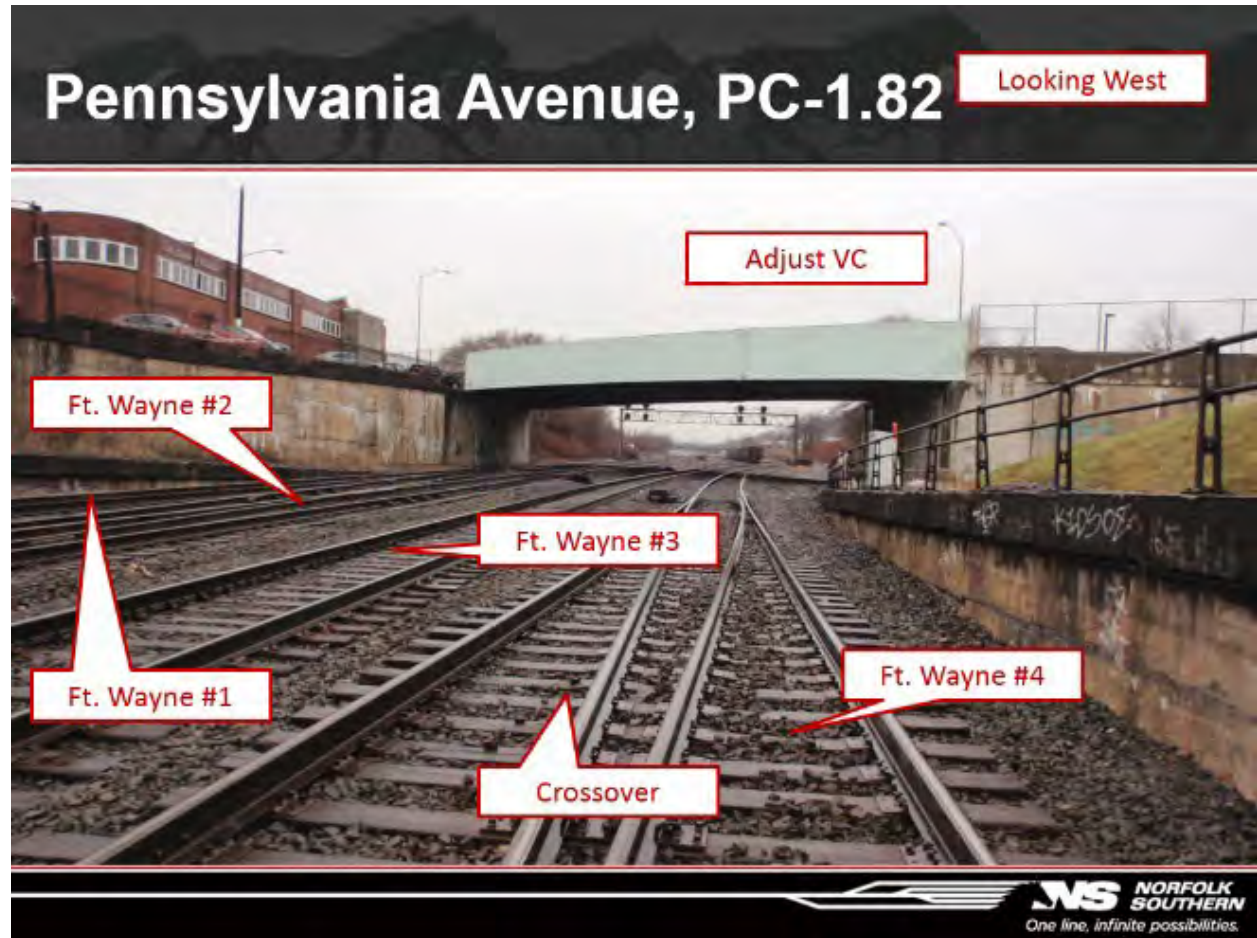 Pennsylvania Avenue, PC-1.82
Looking West
Adjust VC
Ft. Wayne #2
Ft. Wayne #3
Ft. Wayne #1
Ft. Wayne #4
Crossover
NS NORFOLK
SOUTHERN
One line, infinite possibilities.